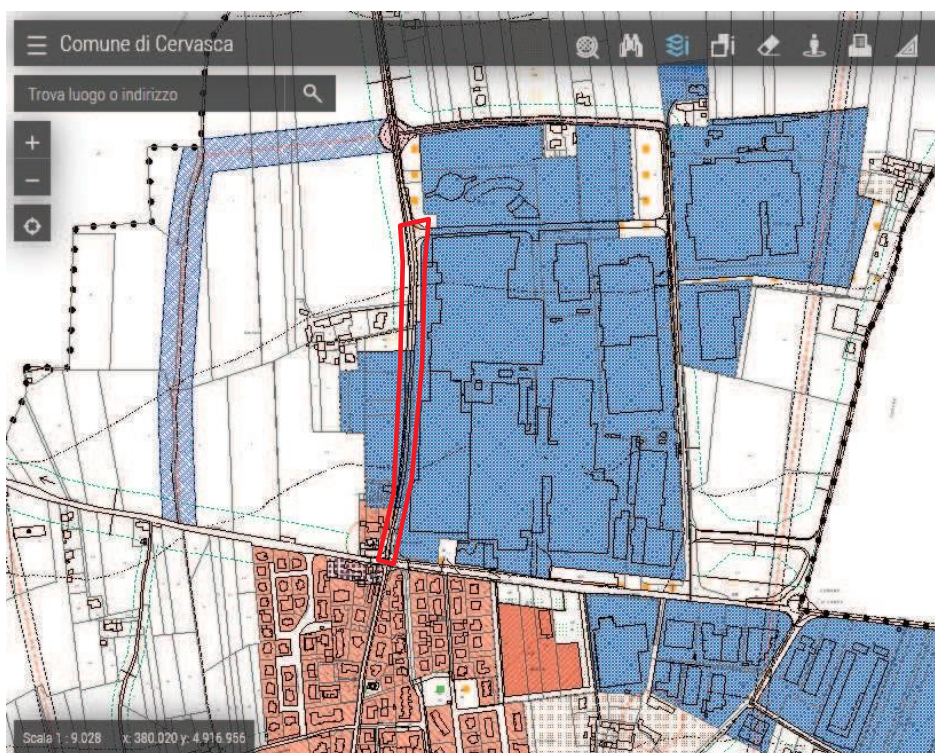 Comune di Cervasca
Trova luogo o indirizzo
+
−
Scala 1 : 9.028 x: 380.020 y: 4.916 956